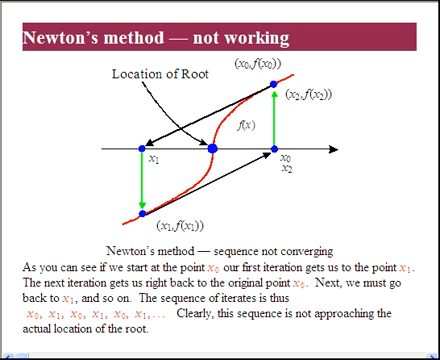 Newton's method — not working
(x₀,f(x₀))
Location of Root
(x₂,f(x₂))
f(x)
x₁
x₀
x₂
(x₁,f(x₁))
Newton's method — sequence not converging
As you can see if we start at the point x₀ our first iteration gets us to the point x₁.
The next iteration gets us right back to the original point x₀. Next, we must go
back to x₁, and so on. The sequence of iterates is thus
x₀, x₁, x₀, x₁, x₀, x₁,... Clearly, this sequence is not approaching the
actual location of the root.